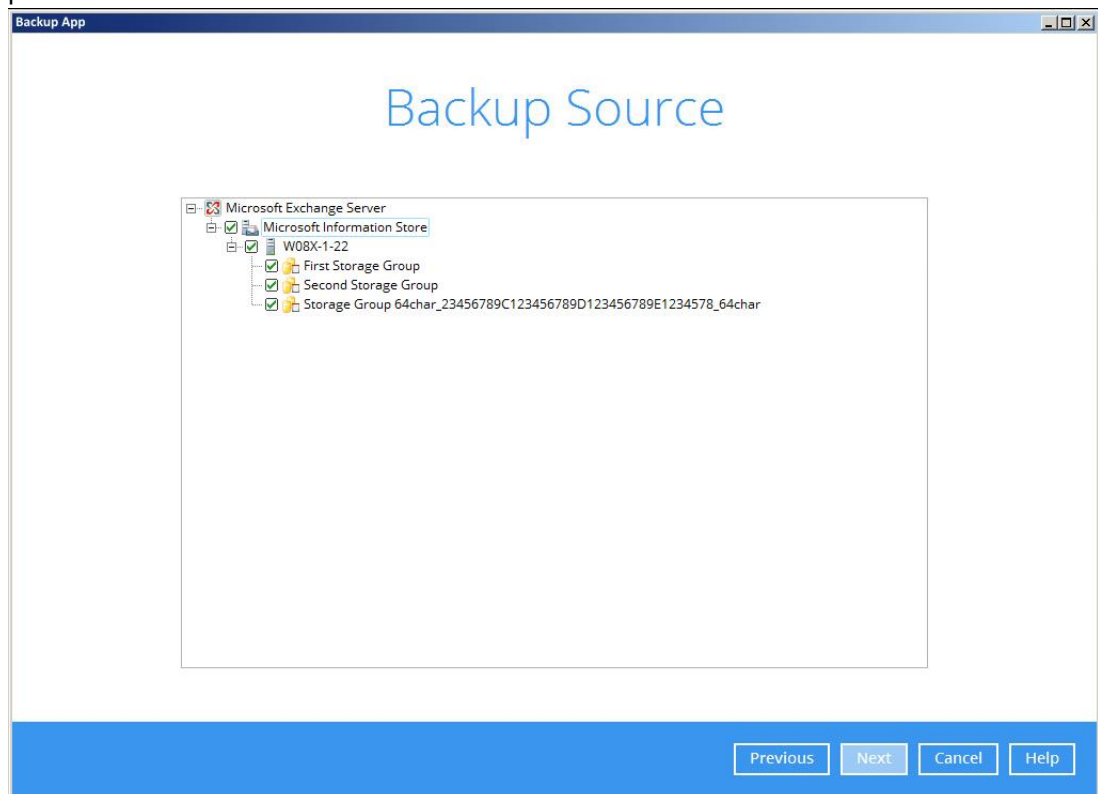 Backup App
Backup Source
Microsoft Exchange Server
Microsoft Information Store
W08X-1-22
First Storage Group
Second Storage Group
Storage Group 64char_23456789C123456789D123456789E1234578_64char
Previous Next Cancel Help